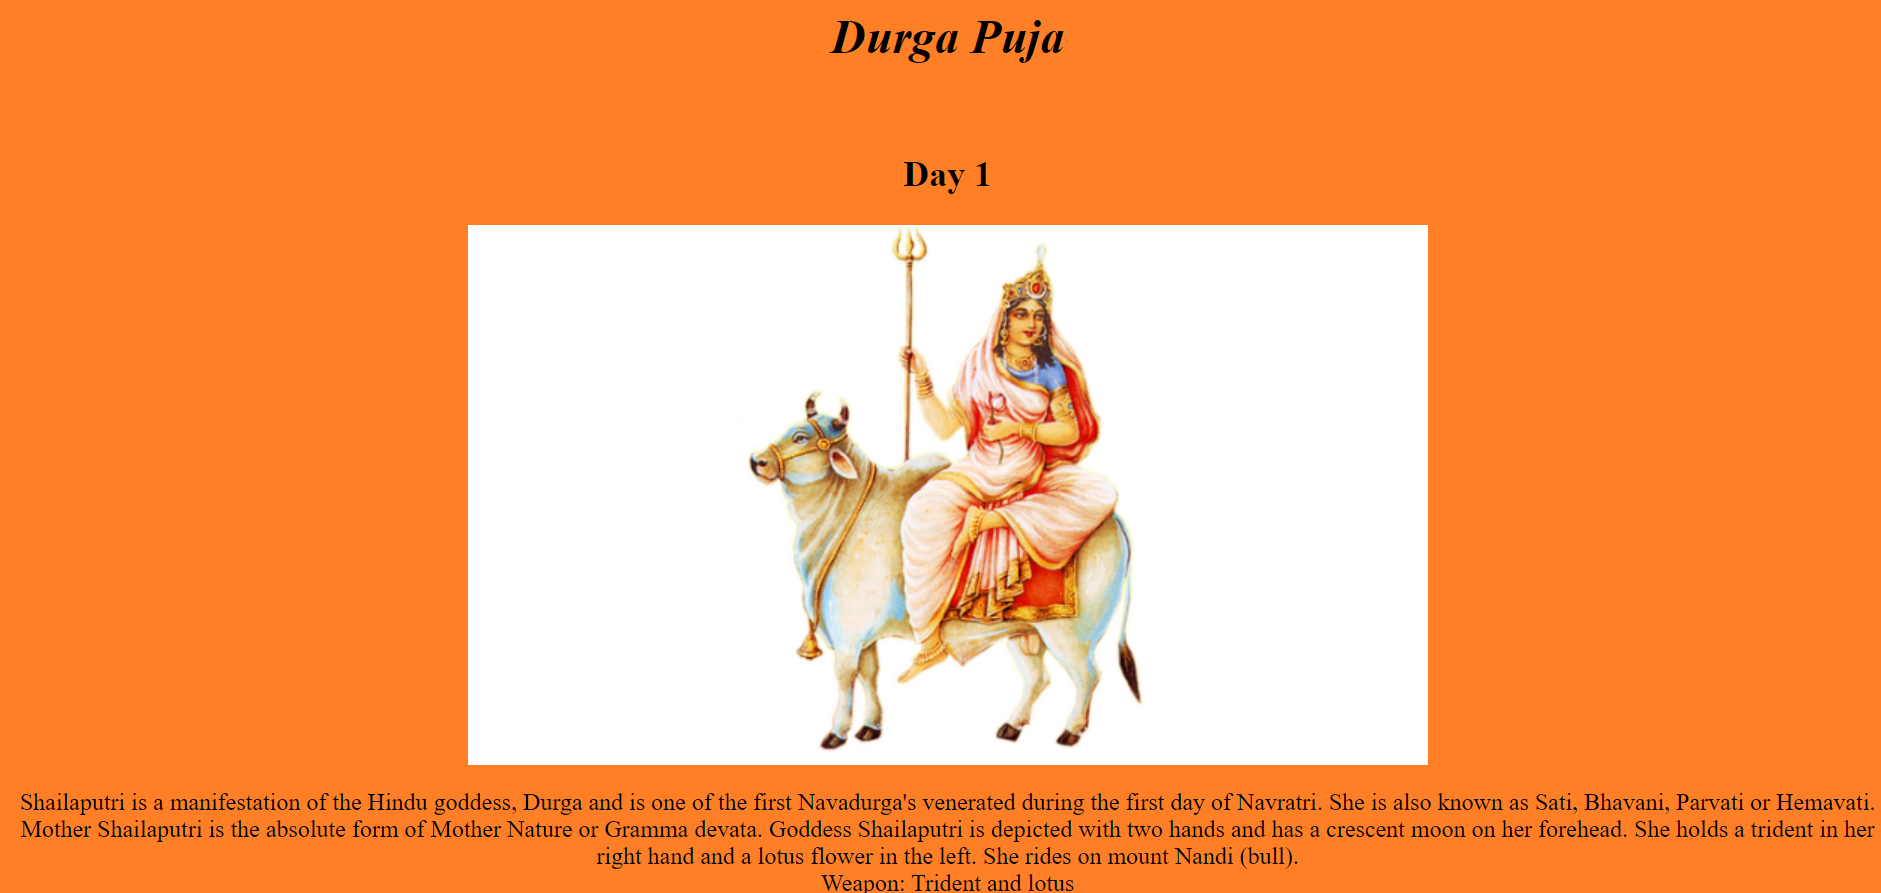 Durga Puja
Day 1
Shailaputri is a manifestation of the Hindu goddess, Durga and is one of the first Navadurga's venerated during the first day of Navratri. She is also known as Sati, Bhavani, Parvati or Hemavati.
Mother Shailaputri is the absolute form of Mother Nature or Gramma devata. Goddess Shailaputri is depicted with two hands and has a crescent moon on her forehead. She holds a trident in her
right hand and a lotus flower in the left. She rides on mount Nandi (bull).
Weapon: Trident and lotus